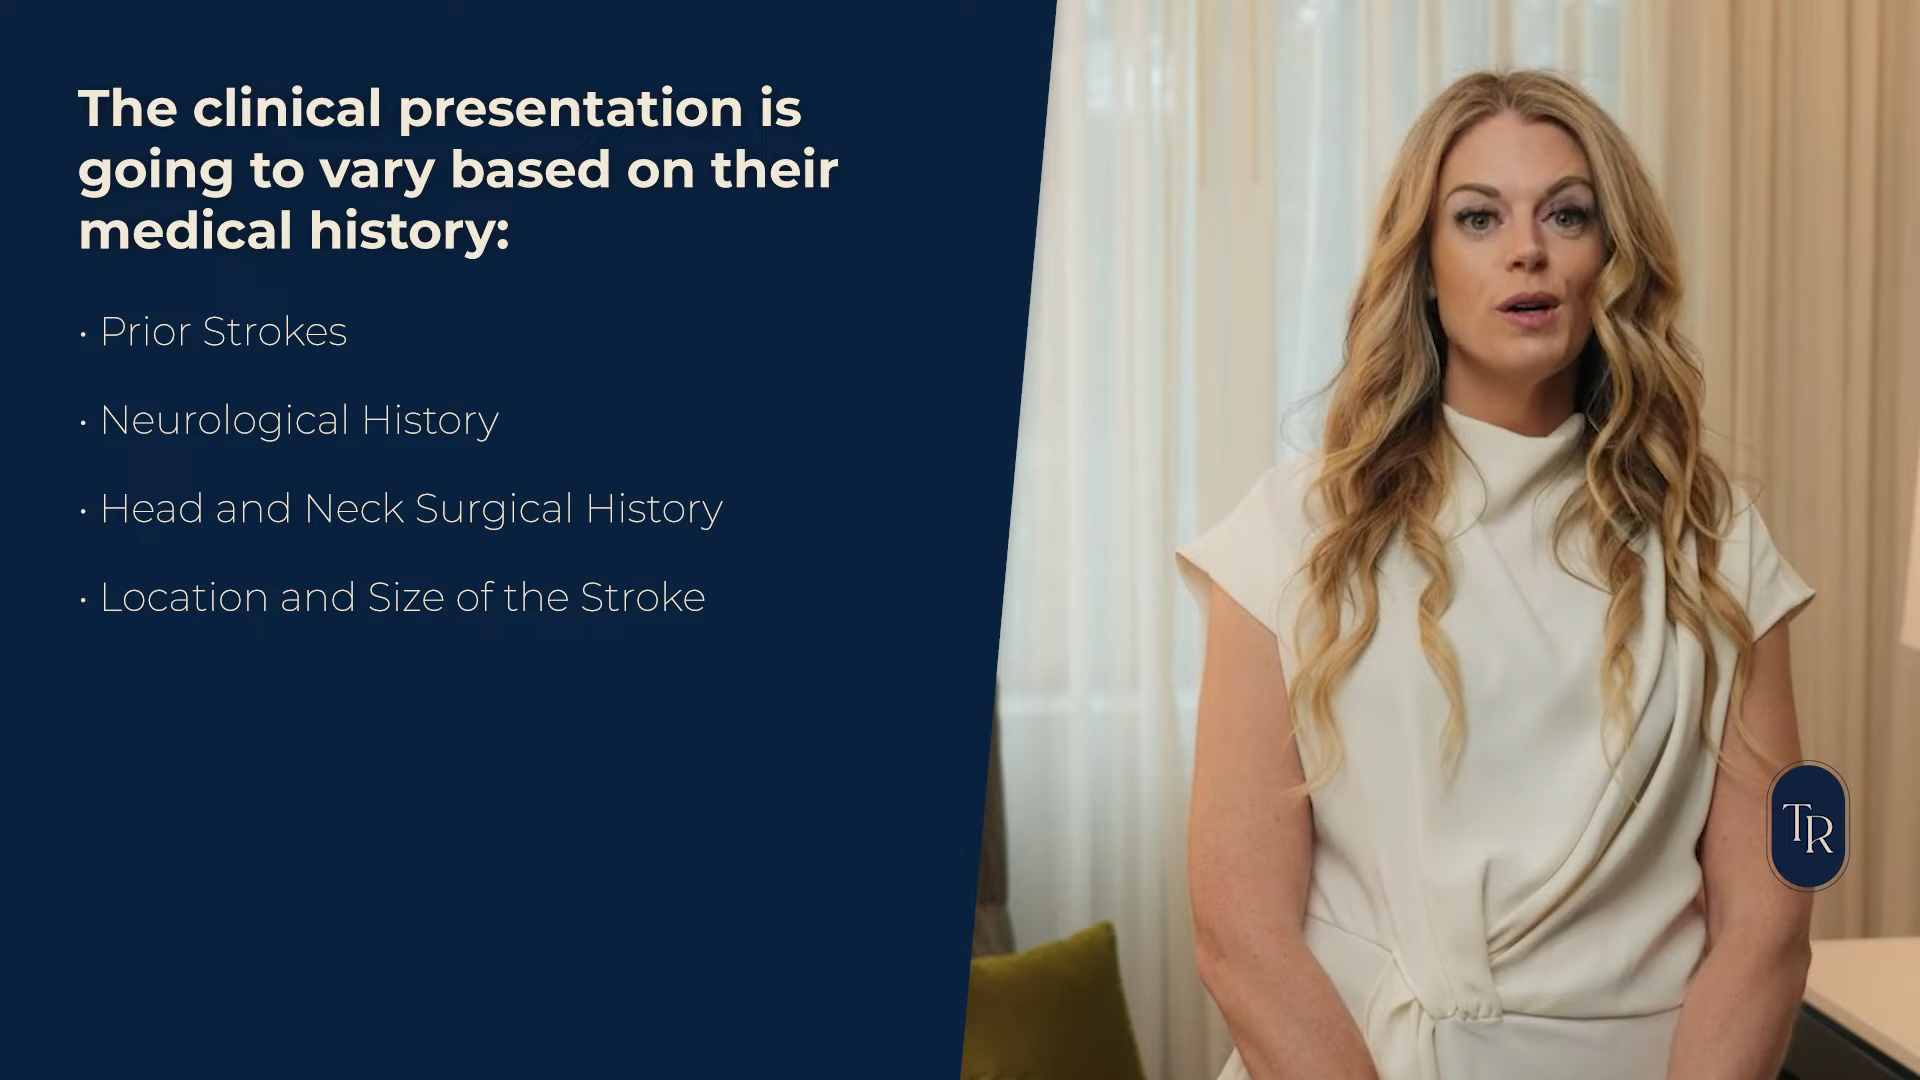 The clinical presentation is
going to vary based on their
medical history:
• Prior Strokes
• Neurological History
• Head and Neck Surgical History
• Location and Size of the Stroke
TR